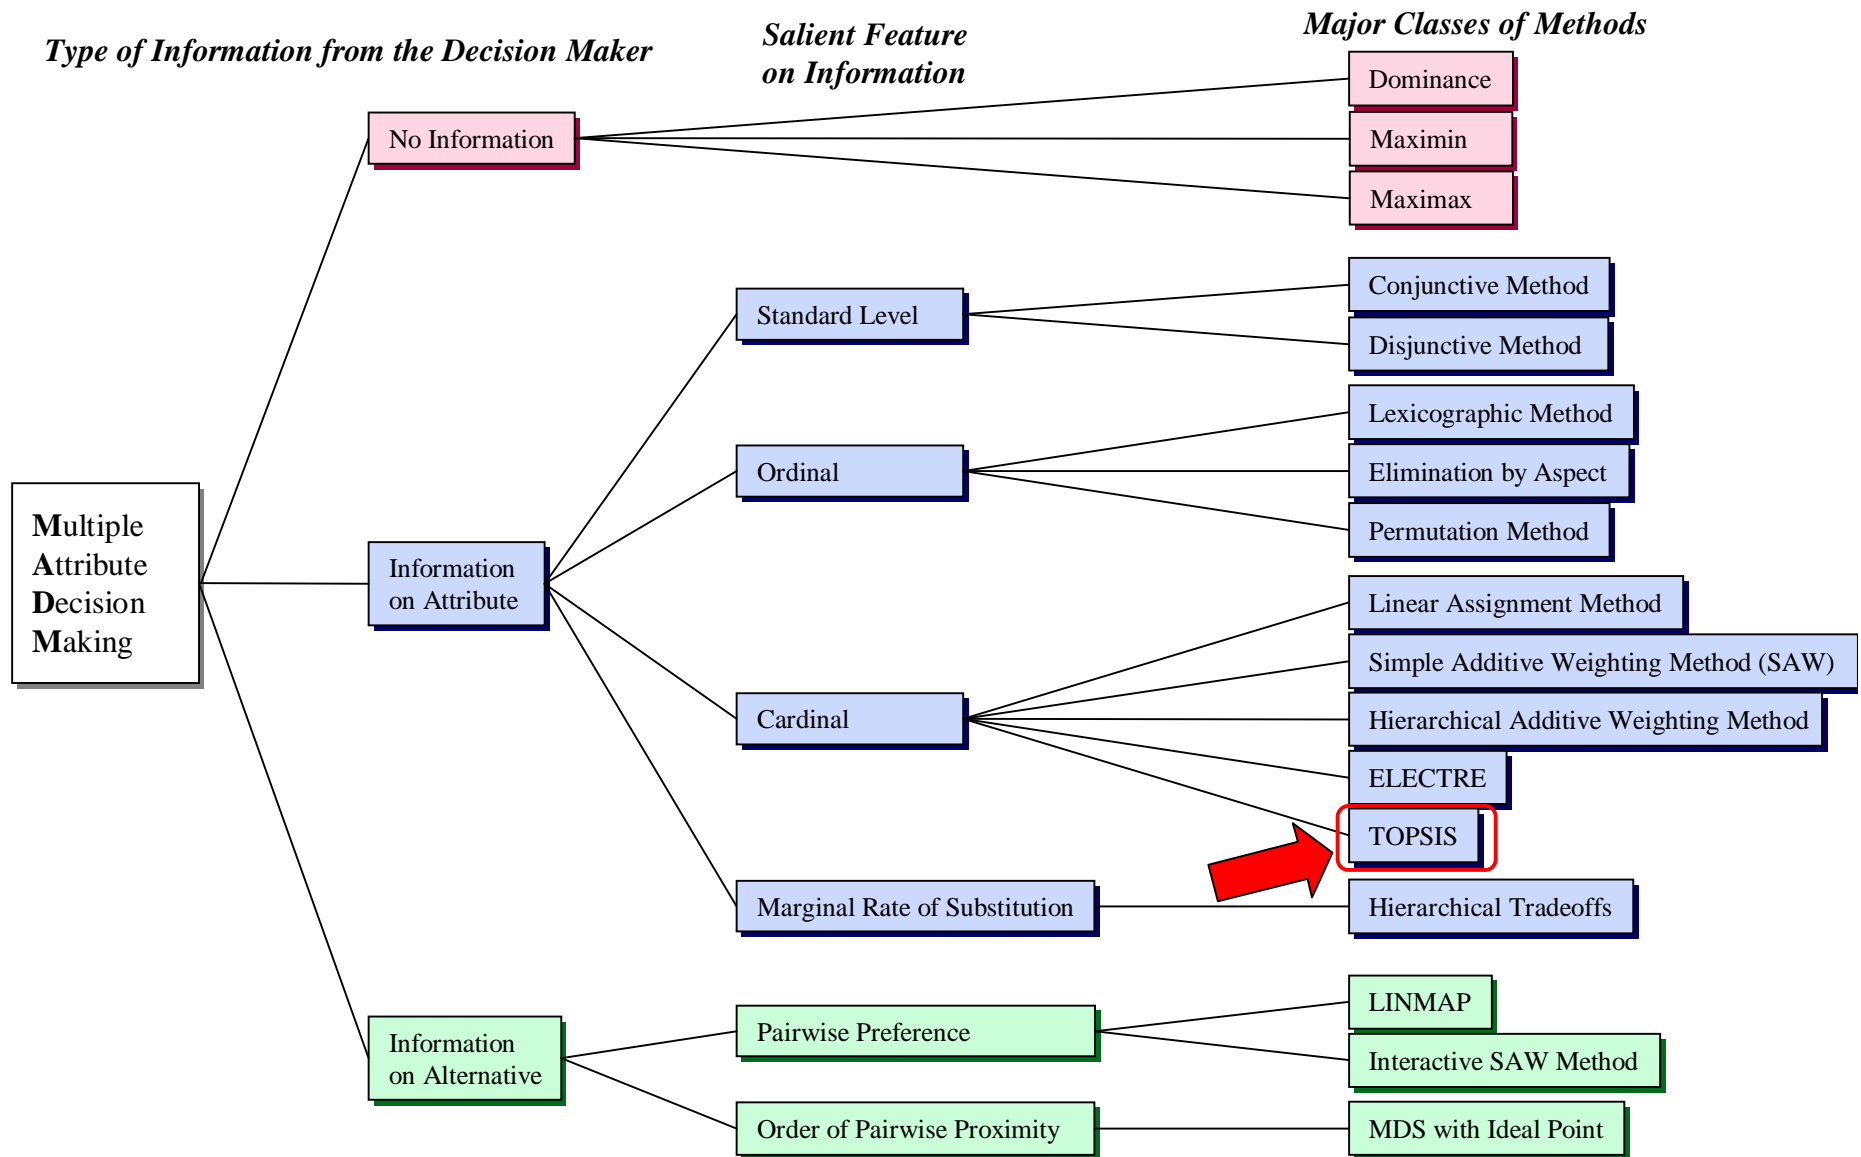 Type of Information from the Decision Maker
Salient Feature
on Information
Major Classes of Methods
Dominance
No Information
Maximin
Maximax
Conjunctive Method
Standard Level
Disjunctive Method
Lexicographic Method
Ordinal
Elimination by Aspect
Permutation Method
Multiple
Attribute
Decision
Making
Information
on Attribute
Linear Assignment Method
Simple Additive Weighting Method (SAW)
Cardinal
Hierarchical Additive Weighting Method
ELECTRE
TOPSIS
Marginal Rate of Substitution
Hierarchical Tradeoffs
LINMAP
Pairwise Preference
Information
on Alternative
Interactive SAW Method
Order of Pairwise Proximity
MDS with Ideal Point